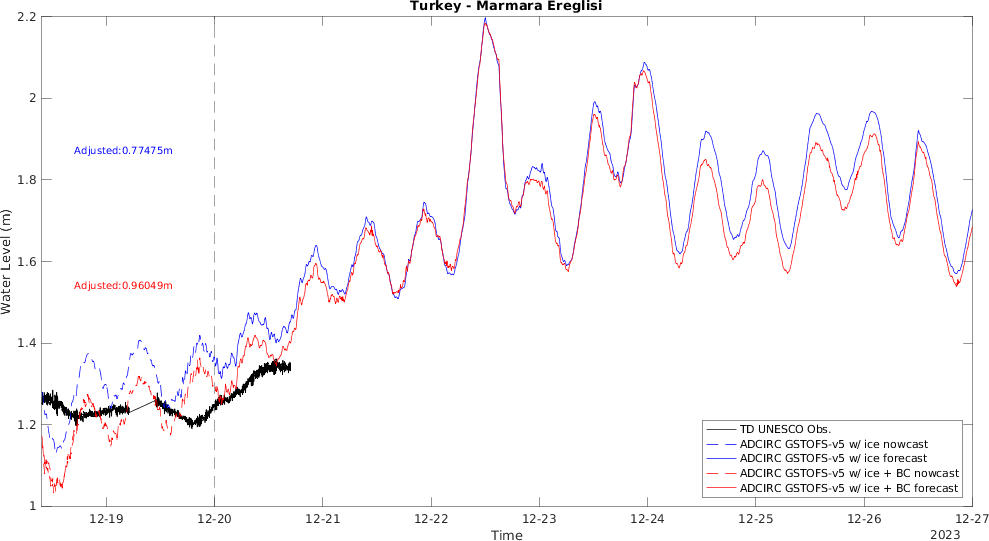 Turkey - Marmara Ereglisi
2.2
2
1.8
1.6
1.4
1.2
1
Water Level (m)
Adjusted:0.77475m
Adjusted:0.96049m
TD UNESCO Obs.
ADCIRC GSTOFS-v5 w/ ice nowcast
ADCIRC GSTOFS-v5 w/ ice forecast
ADCIRC GSTOFS-v5 w/ ice + BC nowcast
ADCIRC GSTOFS-v5 w/ ice + BC forecast
12-19 12-20 12-21 12-22 12-23 12-24 12-25 12-26 12-27
Time
2023